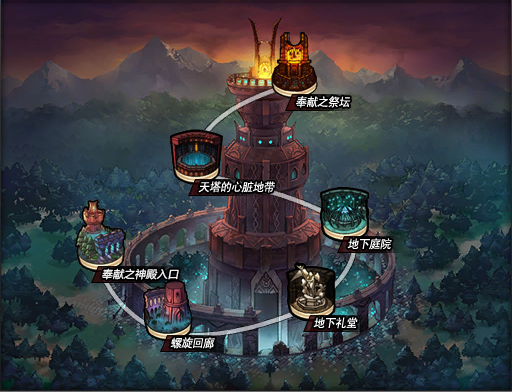 奉献之祭坛
天塔的心脏地带
地下庭院
奉献之神殿入口
地下礼堂
螺旋回廊